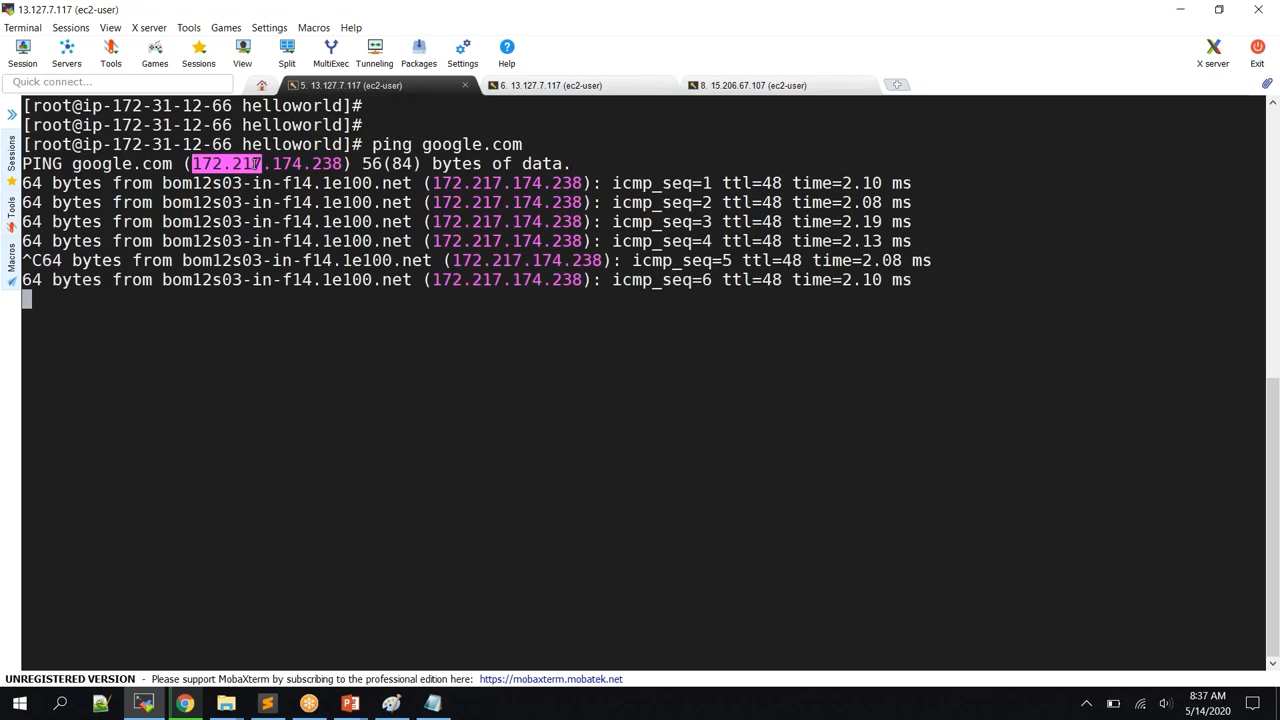 13.127.7.117 (ec2-user)
Terminal Sessions View X server Tools Games Settings Macros Help
Session Servers Tools Games Sessions View Split MultiExec Tunneling Packages Settings Help X server Exit
Quick connect... 5. 13.127.7.117 (ec2-user) 6. 13.127.7.117 (ec2-user) 8. 15.206.67.107 (ec2-user)
Sessions
Tools
Macros
[root@ip-172-31-12-66 helloworld]#
[root@ip-172-31-12-66 helloworld]#
[root@ip-172-31-12-66 helloworld]# ping google.com
PING google.com (172.217.174.238) 56(84) bytes of data.
64 bytes from bom12s03-in-f14.1e100.net (172.217.174.238): icmp_seq=1 ttl=48 time=2.10 ms
64 bytes from bom12s03-in-f14.1e100.net (172.217.174.238): icmp_seq=2 ttl=48 time=2.08 ms
64 bytes from bom12s03-in-f14.1e100.net (172.217.174.238): icmp_seq=3 ttl=48 time=2.19 ms
64 bytes from bom12s03-in-f14.1e100.net (172.217.174.238): icmp_seq=4 ttl=48 time=2.13 ms
^C64 bytes from bom12s03-in-f14.1e100.net (172.217.174.238): icmp_seq=5 ttl=48 time=2.08 ms
64 bytes from bom12s03-in-f14.1e100.net (172.217.174.238): icmp_seq=6 ttl=48 time=2.10 ms
UNREGISTERED VERSION - Please support MobaXterm by subscribing to the professional edition here: https://mobaxterm.mobatek.net
8:37 AM
5/14/2020